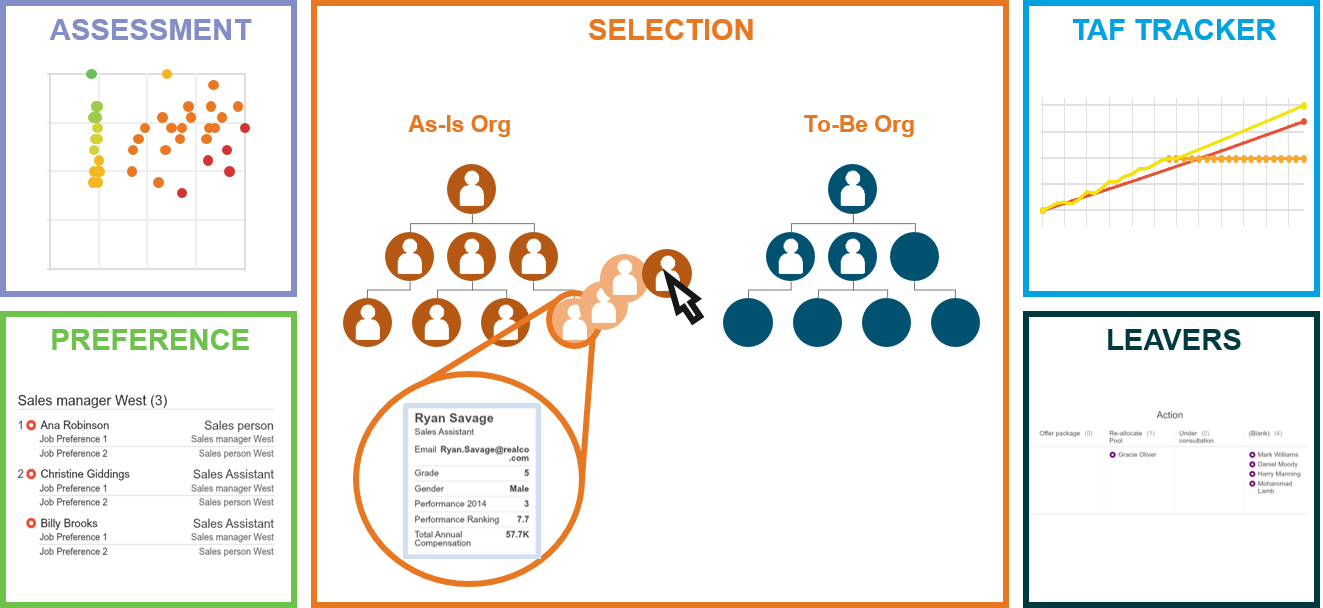 ASSESSMENT
PREFERENCE
Sales manager West (3)
1 Ana Robinson Sales person
Job Preference 1 Sales manager West
Job Preference 2 Sales person West
2 Christine Giddings Sales Assistant
Job Preference 1 Sales manager West
Job Preference 2 Sales person West
Billy Brooks Sales Assistant
Job Preference 1 Sales manager West
Job Preference 2 Sales person West
SELECTION
As-Is Org
To-Be Org
Ryan Savage
Sales Assistant
Email Ryan.Savage@realco
.com
Grade 5
Gender Male
Performance 2014 3
Performance Ranking 7.7
Total Annual 57.7K
Compensation
TAF TRACKER
LEAVERS
Action
Offer package (0)
Re-allocate (1)
Pool
Under (0)
consultation
(Blank) (4)
Gracie Oliver
Mark Williams
Daniel Moody
Harry Manning
Mohammad
Lamb